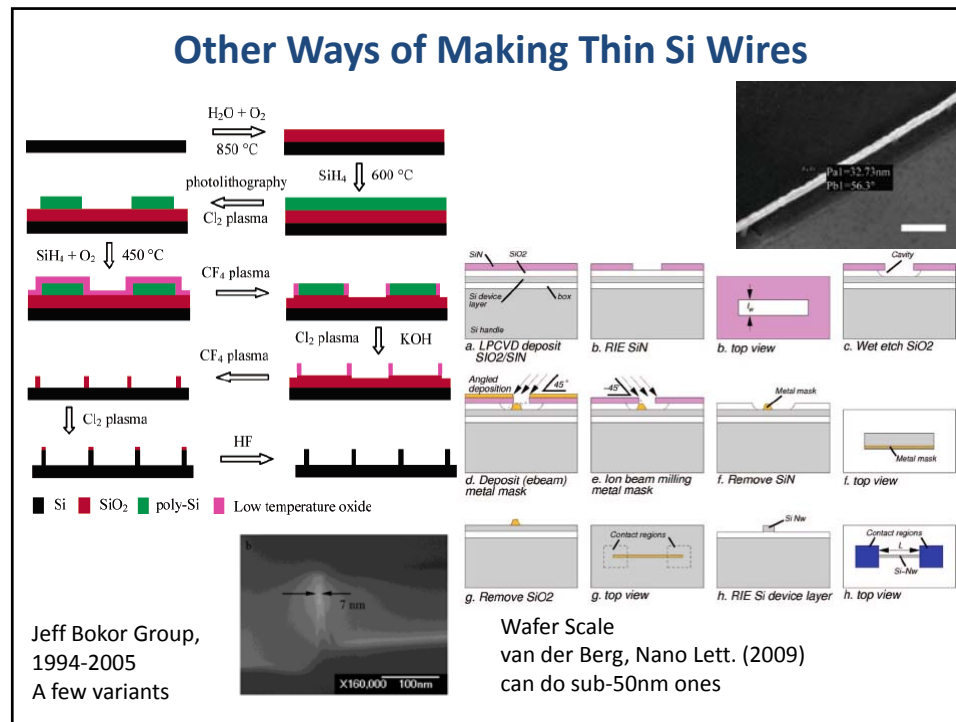 Other Ways of Making Thin Si Wires
H₂O + O₂
850 °C
SiH₄ 600 °C
photolithography
Cl₂ plasma
SiH₄ + O₂ 450 °C
CF₄ plasma
Cl₂ plasma KOH
CF₄ plasma
Cl₂ plasma
HF
Si SiO₂ poly-Si Low temperature oxide
b
7 nm
X160,000 100nm
Jeff Bokor Group,
1994-2005
A few variants
Pa1=32.73nm
Pb1=56.3°
SiN SiO2
Si device
layer
box
Si handle
a. LPCVD deposit
SiO2/SiN
b. RIE SiN
b. top view
Cavity
c. Wet etch SiO2
Angled
deposition
45°
d. Deposit (ebeam)
metal mask
-45°
e. Ion beam milling
metal mask
Metal mask
f. Remove SiN
Metal mask
f. top view
g. Remove SiO2
Contact regions
g. top view
Si Nw
h. RIE Si device layer
Contact regions
L
Si-Nw
h. top view
Wafer Scale
van der Berg, Nano Lett. (2009)
can do sub-50nm ones